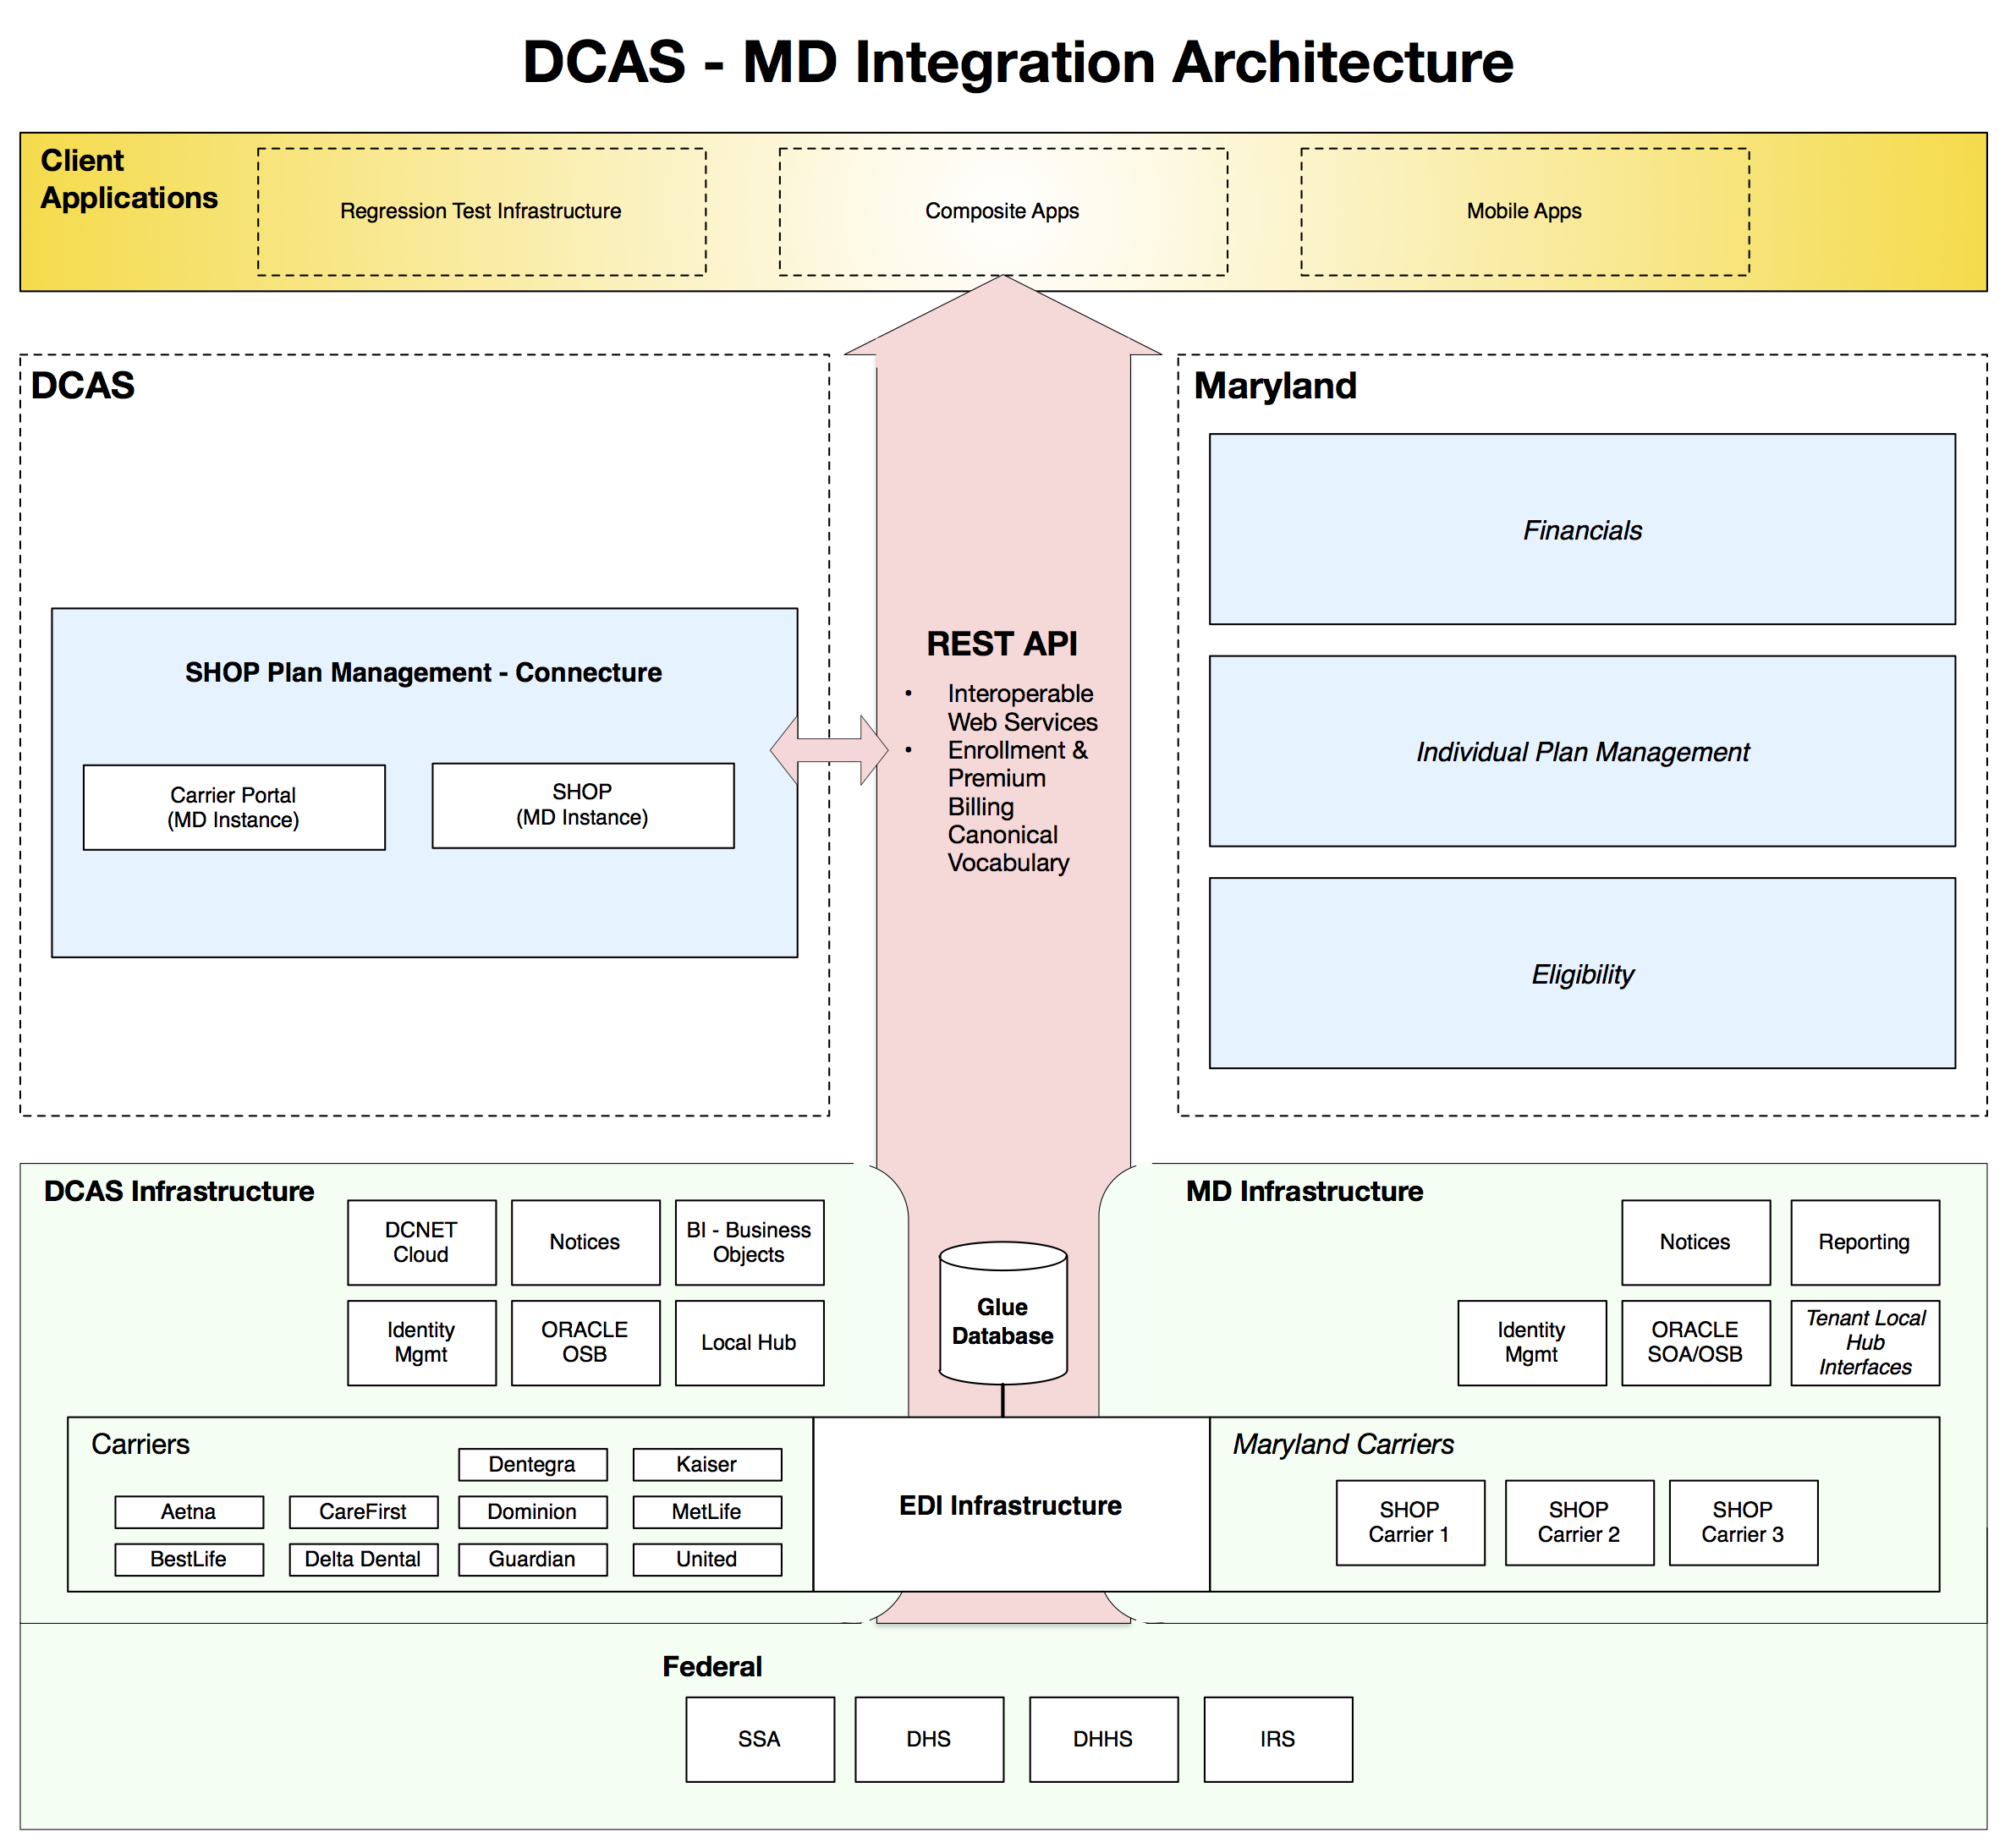 DCAS - MD Integration Architecture
Client
Applications
Regression Test Infrastructure
Composite Apps
Mobile Apps
DCAS
SHOP Plan Management - Connecture
Carrier Portal
(MD Instance)
SHOP
(MD Instance)
REST API
• Interoperable
Web Services
• Enrollment &
Premium
Billing
Canonical
Vocabulary
Maryland
Financials
Individual Plan Management
Eligibility
DCAS Infrastructure
DCNET
Cloud
Notices
BI - Business
Objects
Identity
Mgmt
ORACLE
OSB
Local Hub
Glue
Database
MD Infrastructure
Notices
Reporting
Identity
Mgmt
ORACLE
SOA/OSB
Tenant Local
Hub
Interfaces
Carriers
Dentegra
Kaiser
Aetna
CareFirst
Dominion
MetLife
BestLife
Delta Dental
Guardian
United
EDI Infrastructure
Maryland Carriers
SHOP
Carrier 1
SHOP
Carrier 2
SHOP
Carrier 3
Federal
SSA
DHS
DHHS
IRS